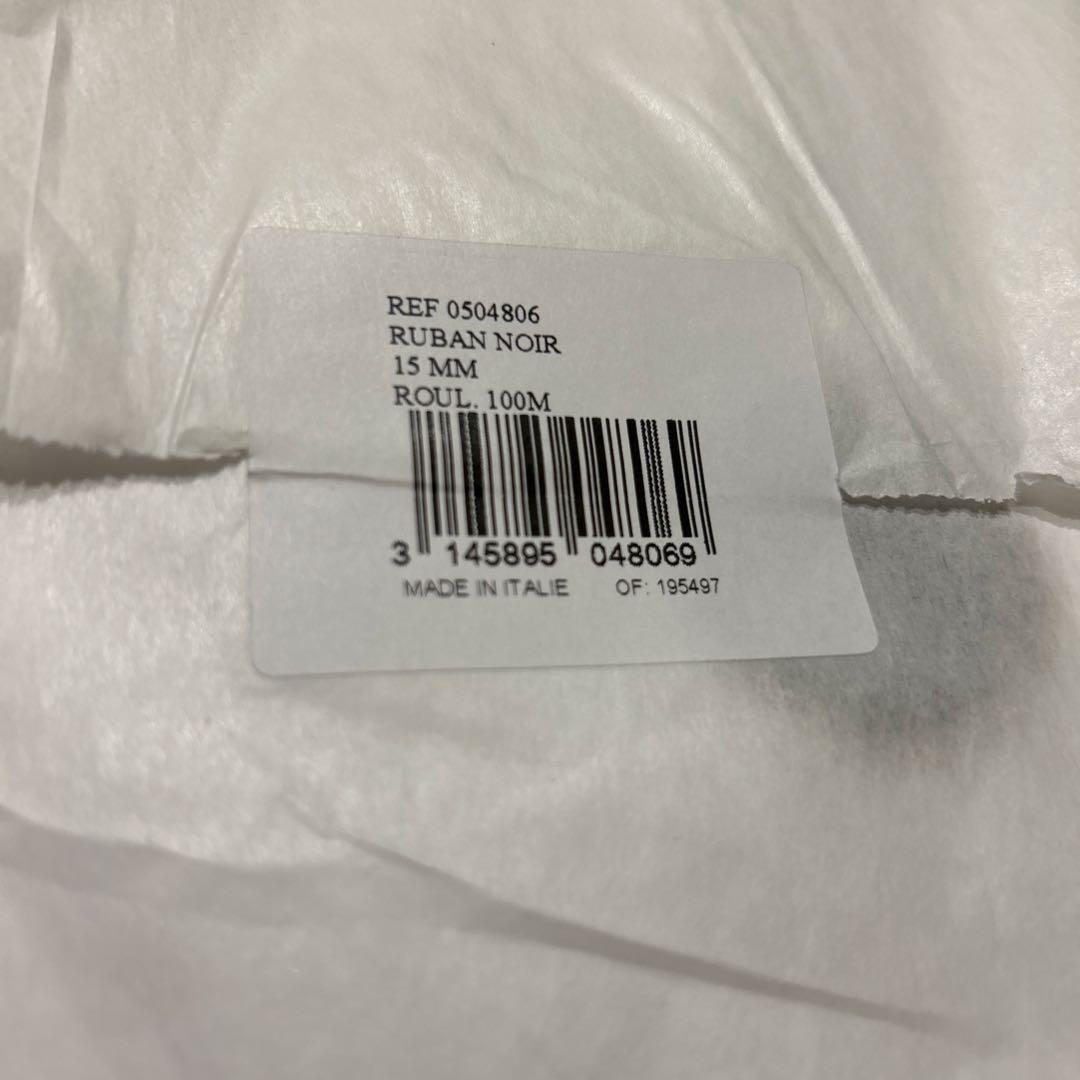 REF 0504806
RUBAN NOIR
15 MM
ROUL. 100M
3 145895 048069
MADE IN ITALIE OF: 195497